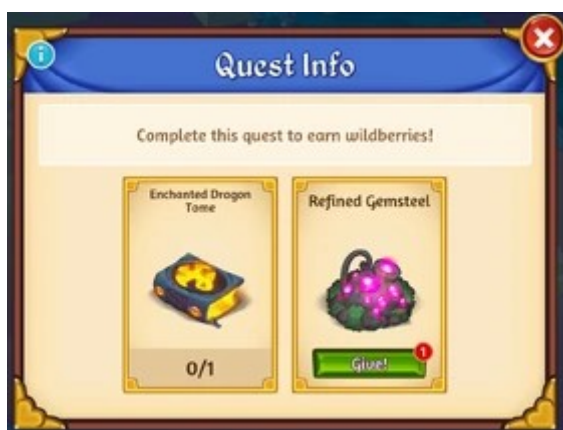 Quest Info
Complete this quest to earn wildberries!
Enchanted Dragon
Tome
0/1
Refined Gemsteel
1
Give!